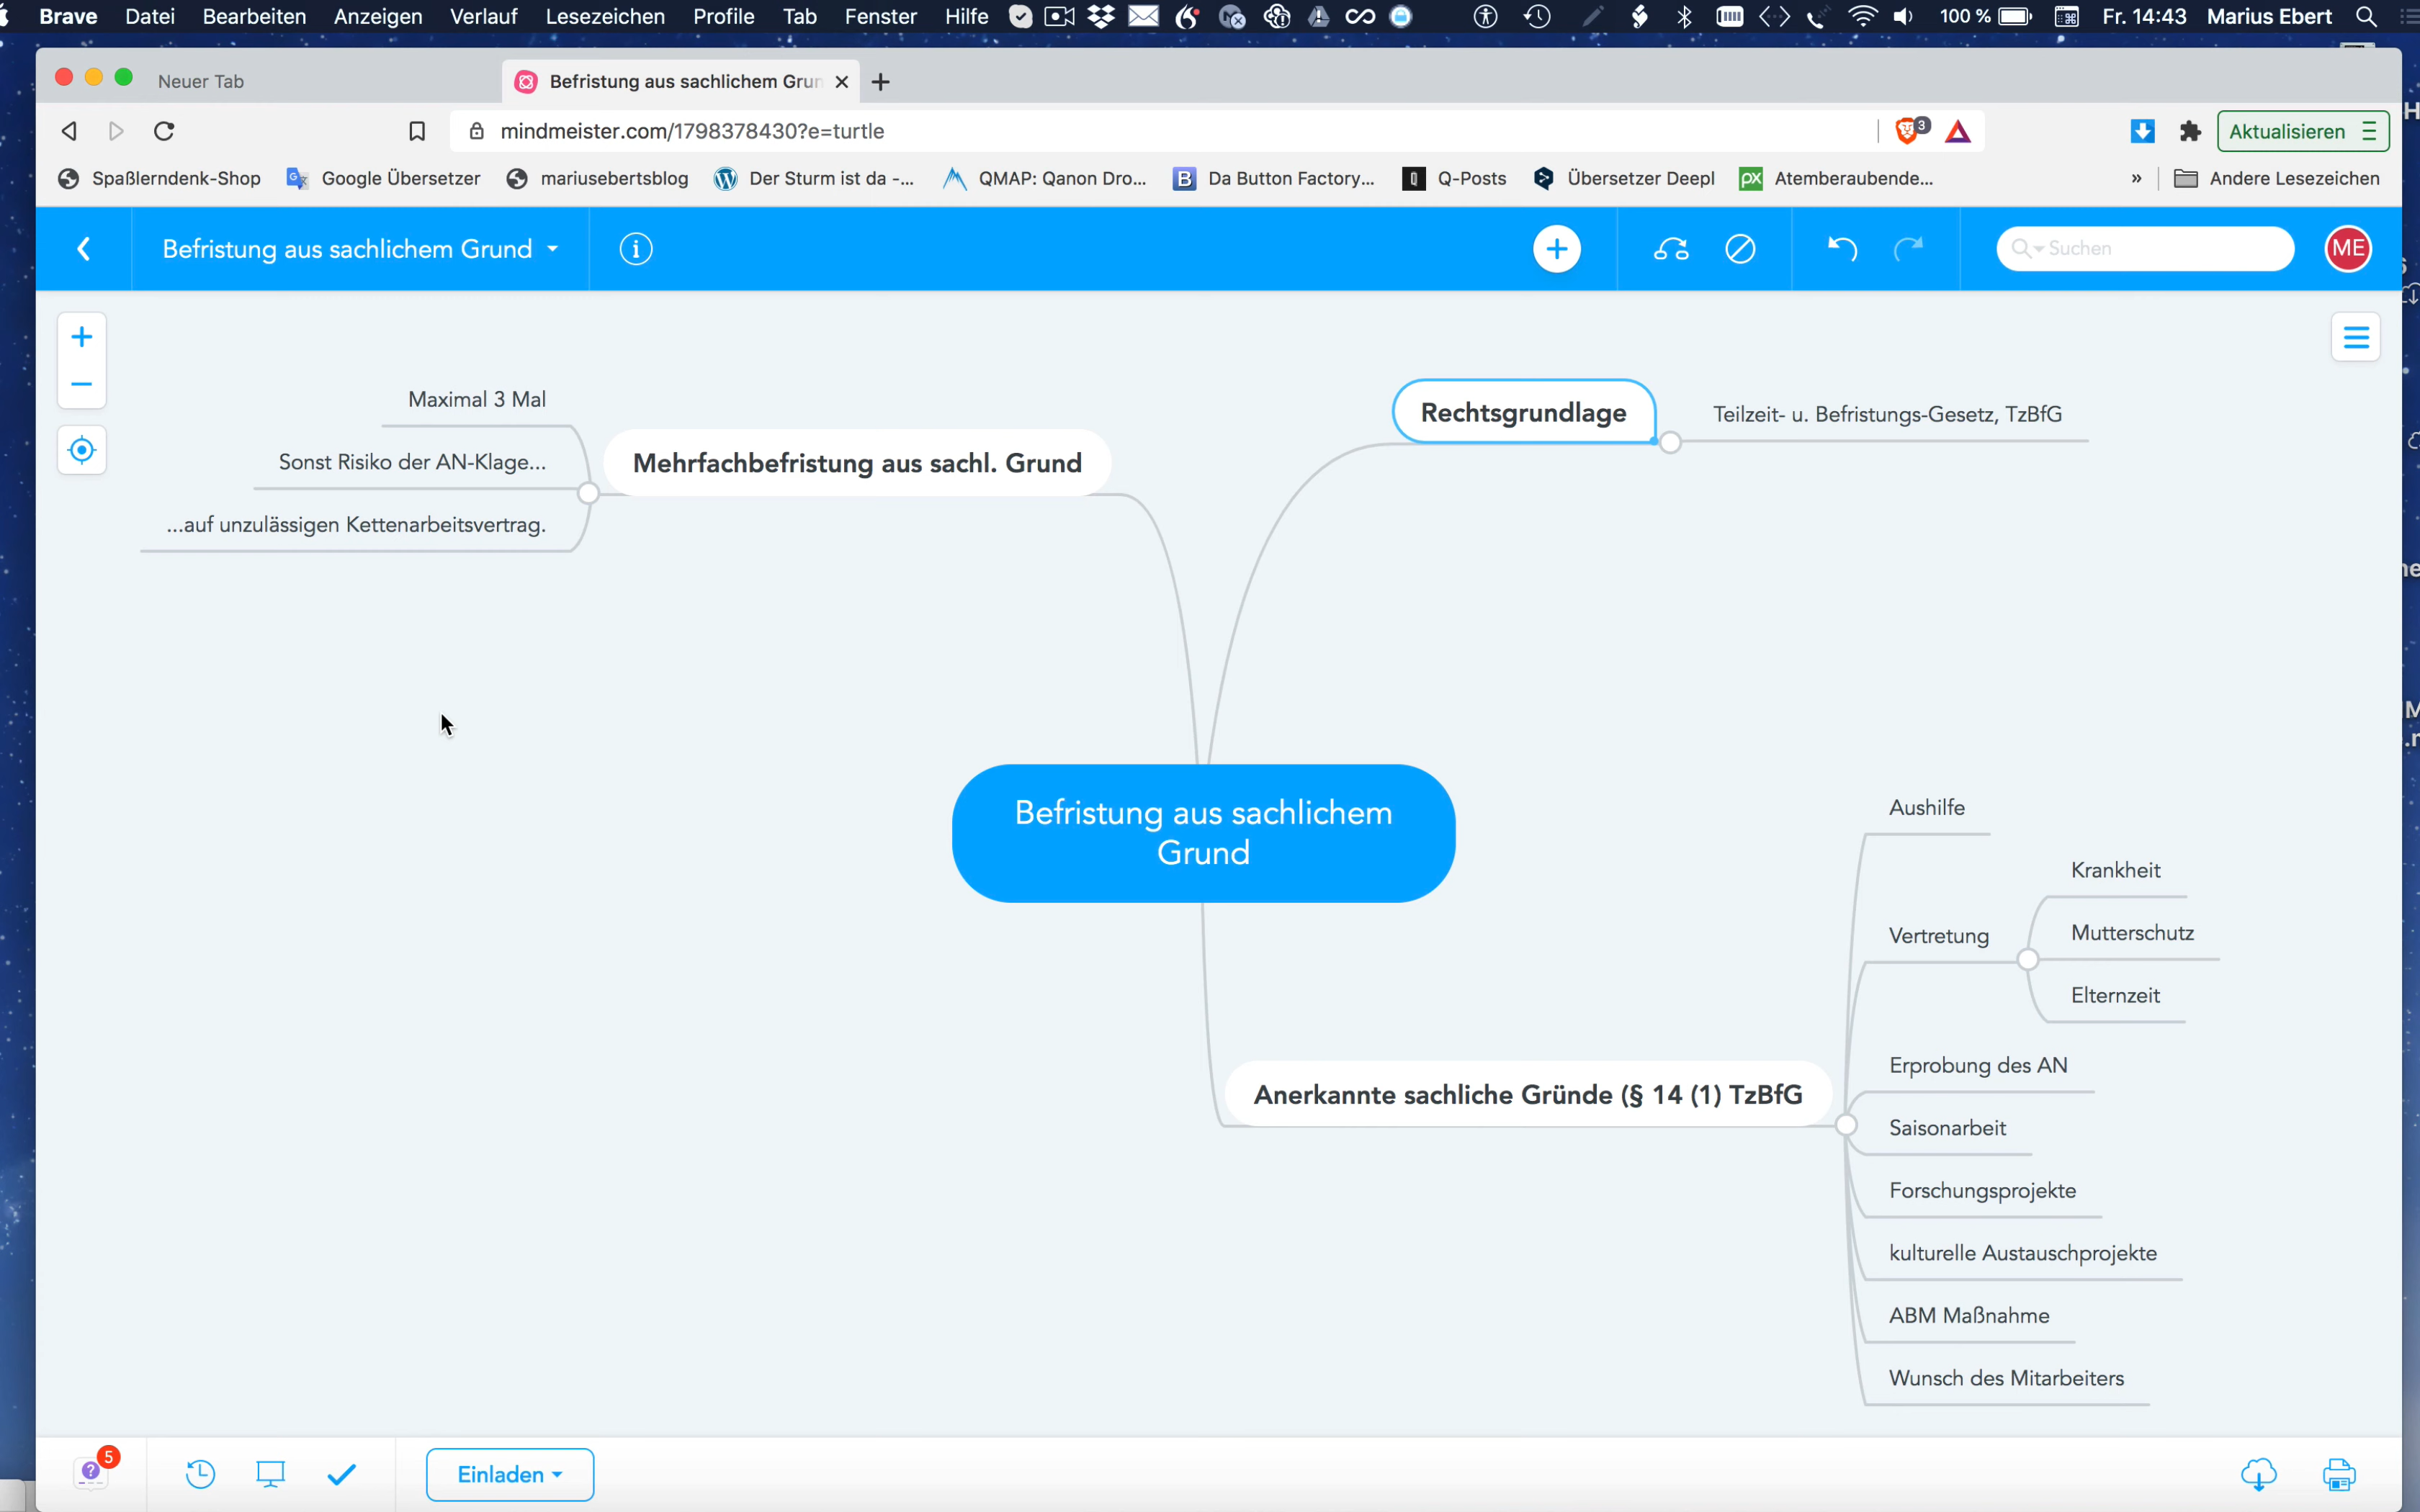 Brave Datei Bearbeiten Anzeigen Verlauf Lesezeichen Profile Tab Fenster Hilfe 100 % Fr. 14:43 Marius Ebert
Neuer Tab
Befristung aus sachlichem Grun
mindmeister.com/1798378430?e=turtle
3
Aktualisieren
Spaßlerndenk-Shop Google Übersetzer mariusebertsblog Der Sturm ist da -... QMAP: Qanon Dro... Da Button Factory... Q-Posts Übersetzer Deepl Atemberaubende... » Andere Lesezeichen
Befristung aus sachlichem Grund
Suchen
ME
Maximal 3 Mal
Sonst Risiko der AN-Klage...
...auf unzulässigen Kettenarbeitsvertrag.
Mehrfachbefristung aus sachl. Grund
Rechtsgrundlage
Teilzeit- u. Befristungs-Gesetz, TzBfG
Befristung aus sachlichem
Grund
Anerkannte sachliche Gründe (§ 14 (1) TzBfG
Aushilfe
Vertretung
Krankheit
Mutterschutz
Elternzeit
Erprobung des AN
Saisonarbeit
Forschungsprojekte
kulturelle Austauschprojekte
ABM Maßnahme
Wunsch des Mitarbeiters
5
Einladen